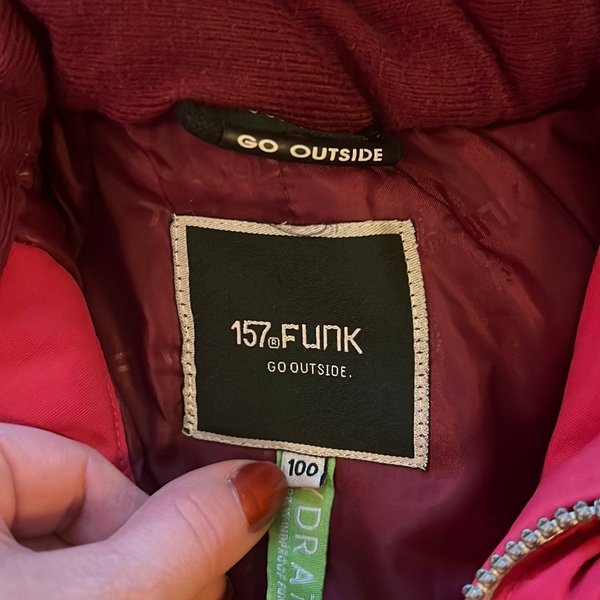 GO OUTSIDE
157® FUNK
GO OUTSIDE.
100